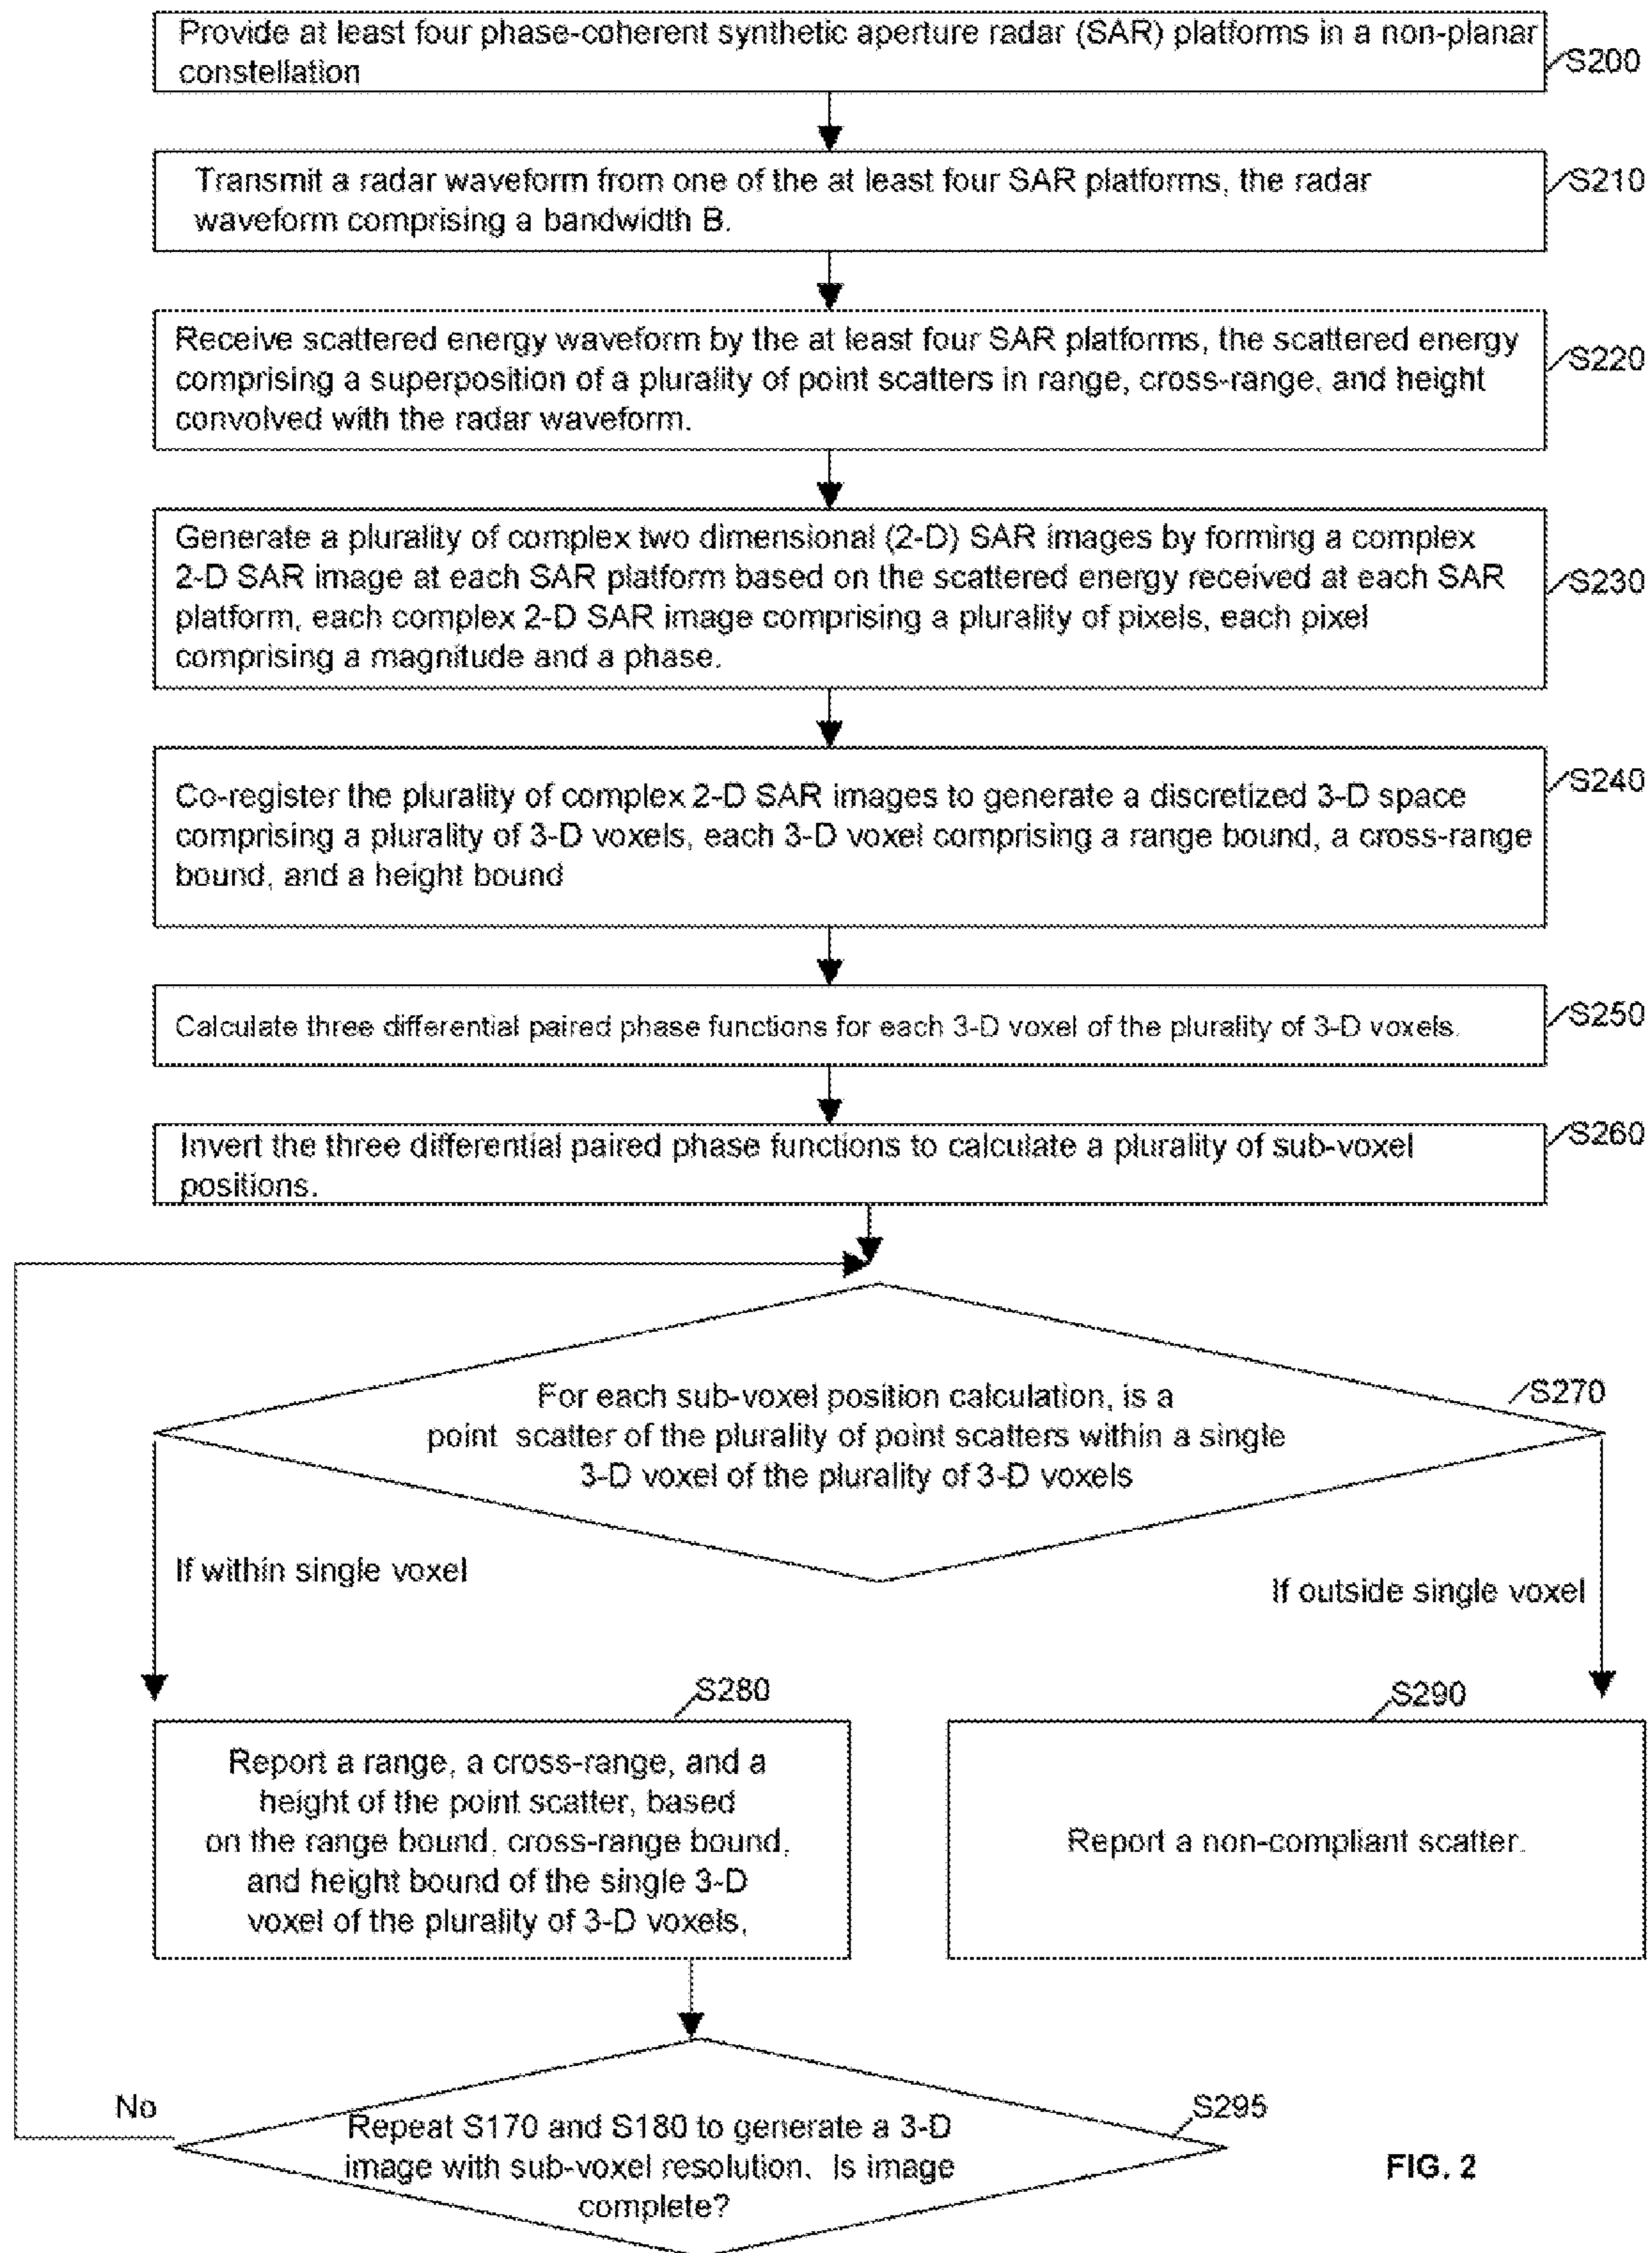 Provide at least four phase-coherent synthetic aperture radar (SAR) platforms in a non-planar
constellation
S200
Transmit a radar waveform from one of the at least four SAR platforms, the radar
waveform comprising a bandwidth B.
S210
Receive scattered energy waveform by the at least four SAR platforms, the scattered energy
comprising a superposition of a plurality of point scatters in range, cross-range, and height
convolved with the radar waveform.
S220
Generate a plurality of complex two dimensional (2-D) SAR images by forming a complex
2-D SAR image at each SAR platform based on the scattered energy received at each SAR
platform, each complex 2-D SAR image comprising a plurality of pixels, each pixel
comprising a magnitude and a phase.
S230
Co-register the plurality of complex 2-D SAR images to generate a discretized 3-D space
comprising a plurality of 3-D voxels, each 3-D voxel comprising a range bound, a cross-range
bound, and a height bound
S240
Calculate three differential paired phase functions for each 3-D voxel of the plurality of 3-D voxels.
S250
Invert the three differential paired phase functions to calculate a plurality of sub-voxel
positions.
S260
For each sub-voxel position calculation, is a
point scatter of the plurality of point scatters within a single
3-D voxel of the plurality of 3-D voxels
S270
If within single voxel
If outside single voxel
S280
Report a range, a cross-range, and a
height of the point scatter, based
on the range bound, cross-range bound,
and height bound of the single 3-D
voxel of the plurality of 3-D voxels,
S290
Report a non-compliant scatter.
No
Repeat S170 and S180 to generate a 3-D
image with sub-voxel resolution. Is image
complete?
S295
FIG. 2